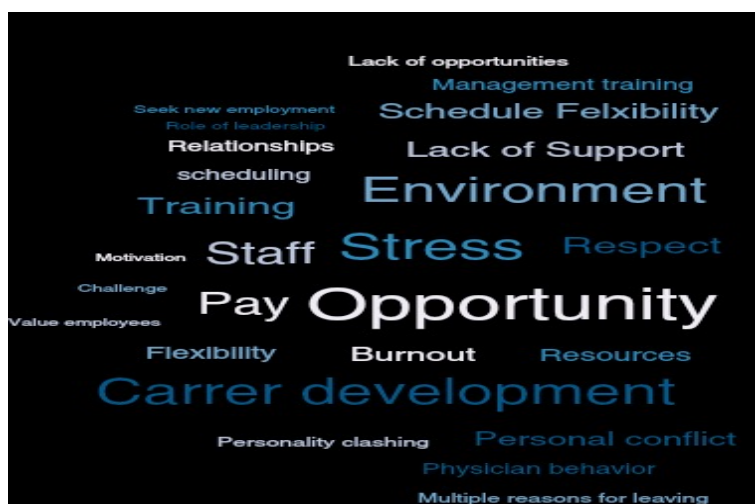 Lack of opportunities
Management training
Seek new employment
Schedule Felxibility
Role of leadership
Relationships
Lack of Support
scheduling
Environment
Training
Staff
Stress
Respect
Motivation
Challenge
Pay
Opportunity
Value employees
Flexibility
Burnout
Resources
Carrer development
Personality clashing
Personal conflict
Physician behavior
Multiple reasons for leaving